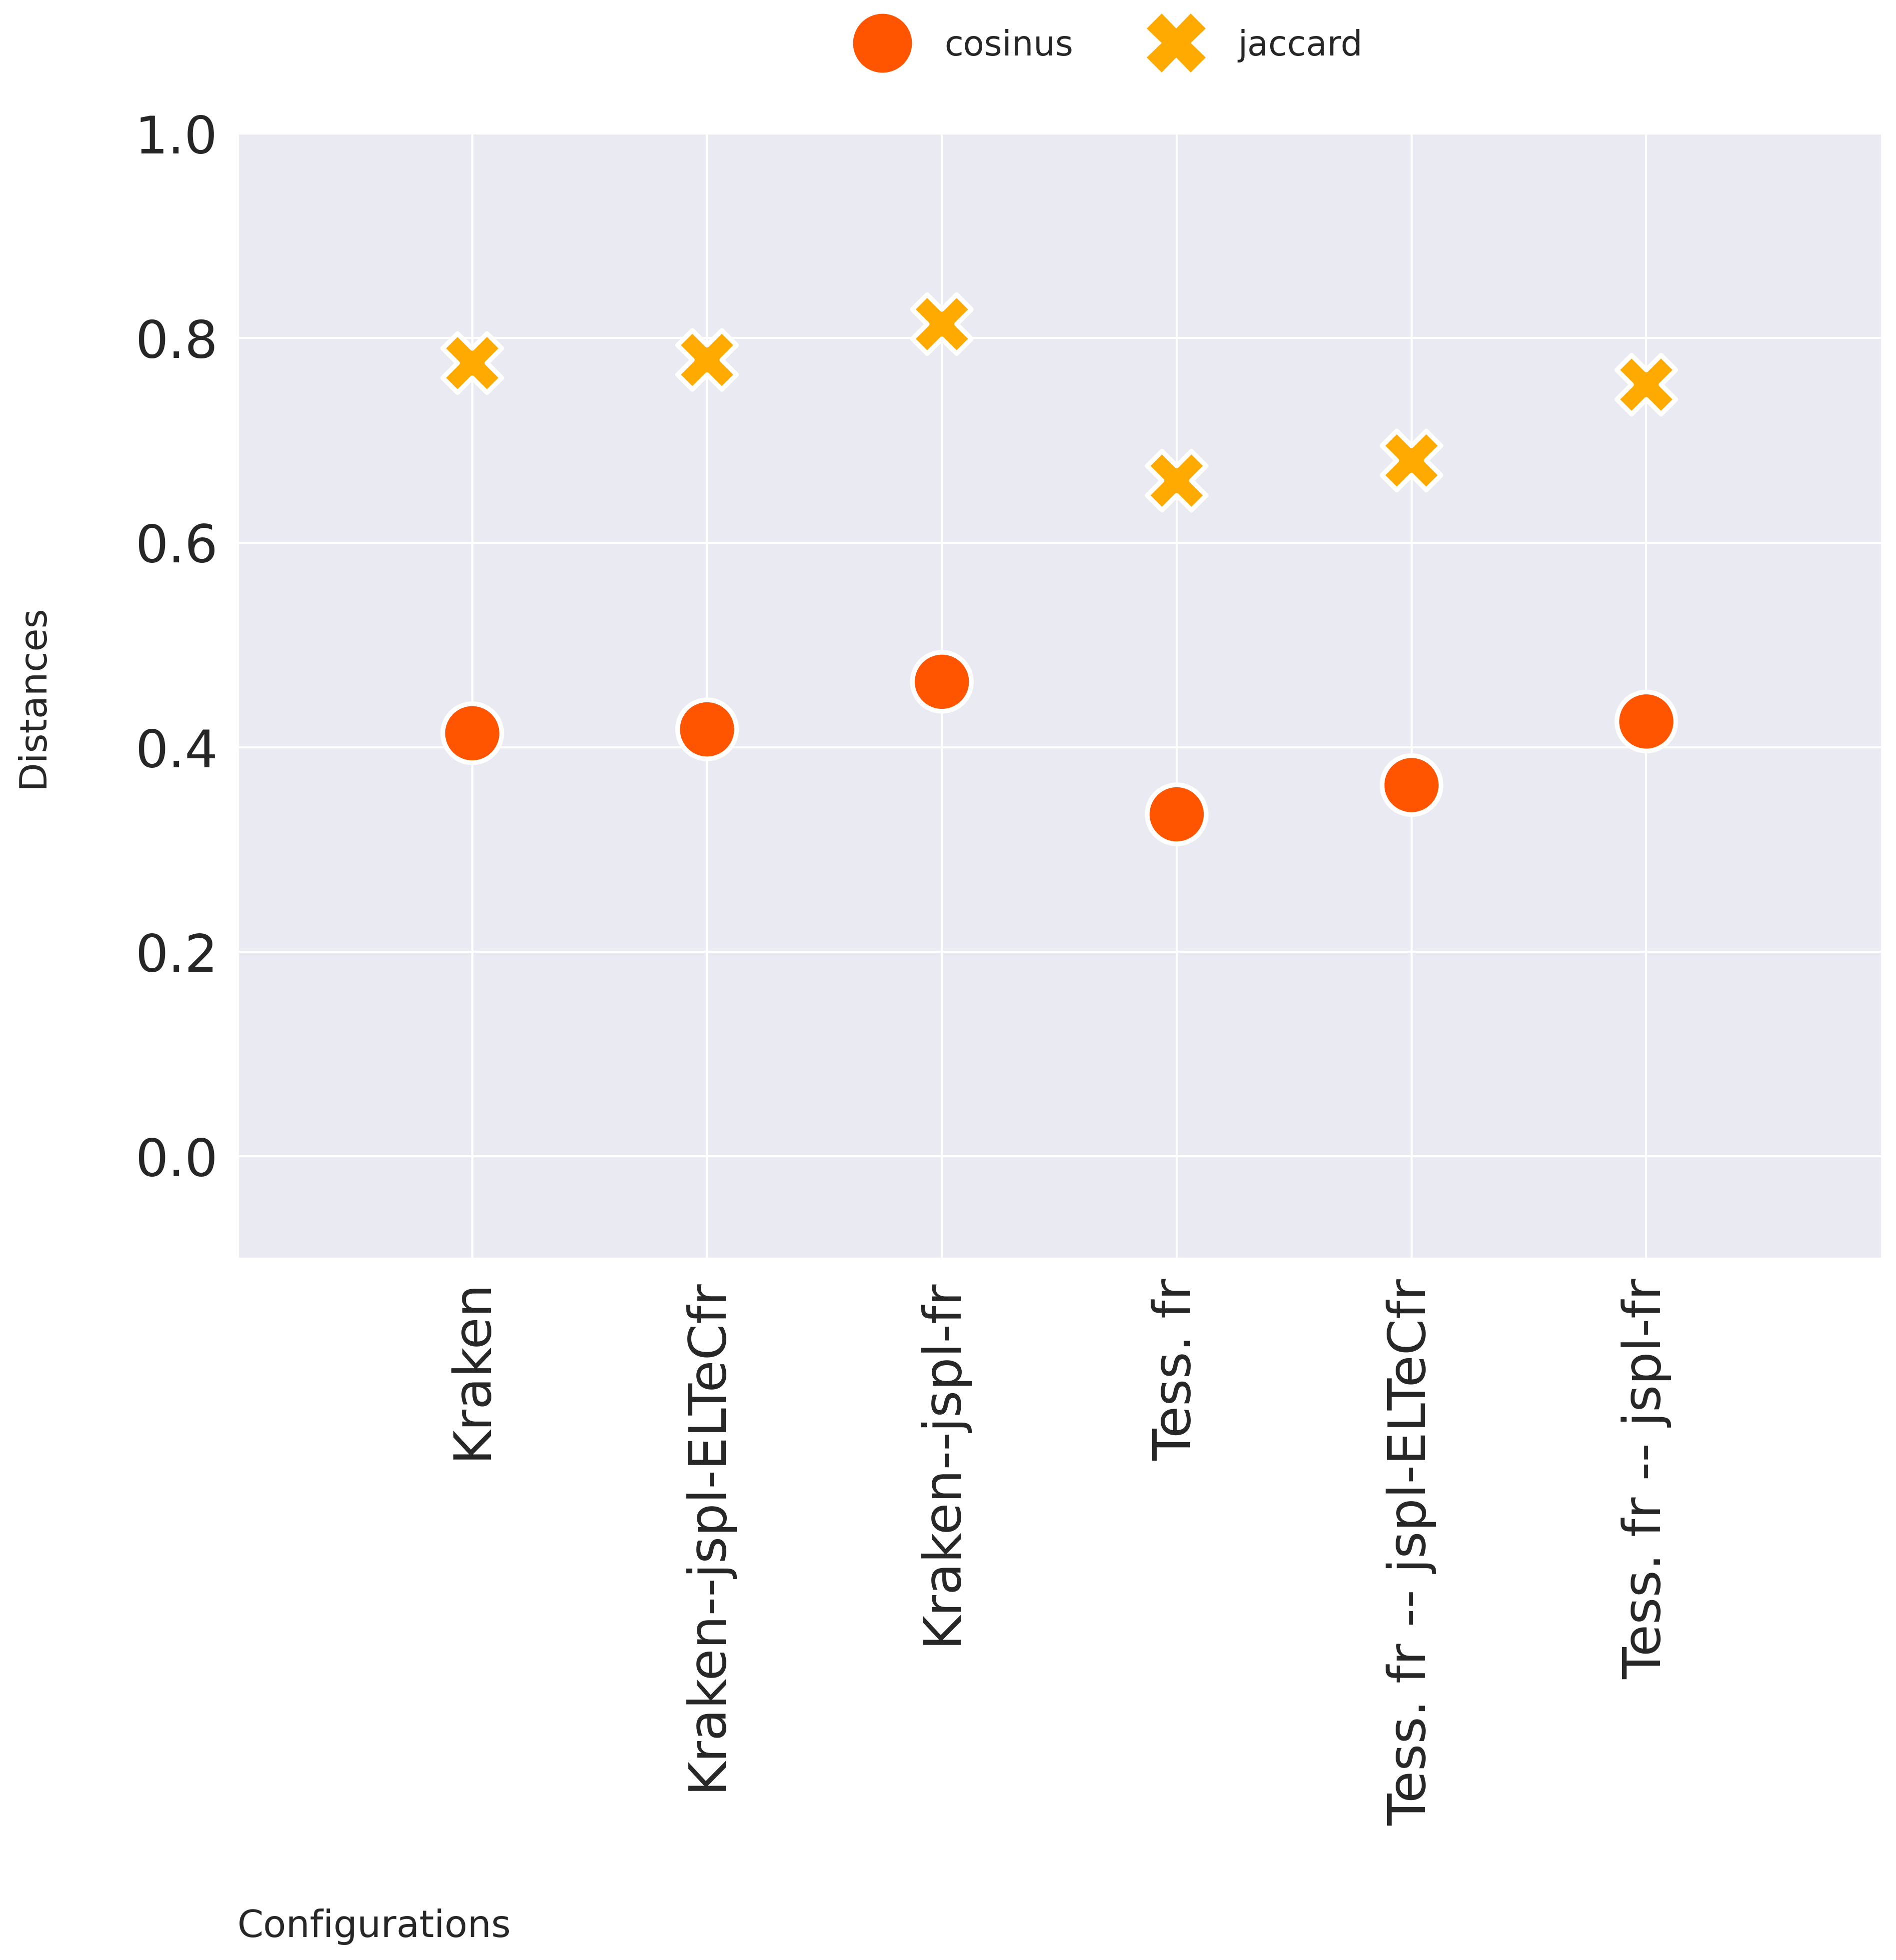 cosinus jaccard
1.0
0.8
0.6
0.4
0.2
0.0
Distances
Kraken
Kraken--jspl-ELTeCfr
Kraken--jspl-fr
Tess. fr
Tess. fr -- jspl-ELTeCfr
Tess. fr -- jspl-fr
Configurations